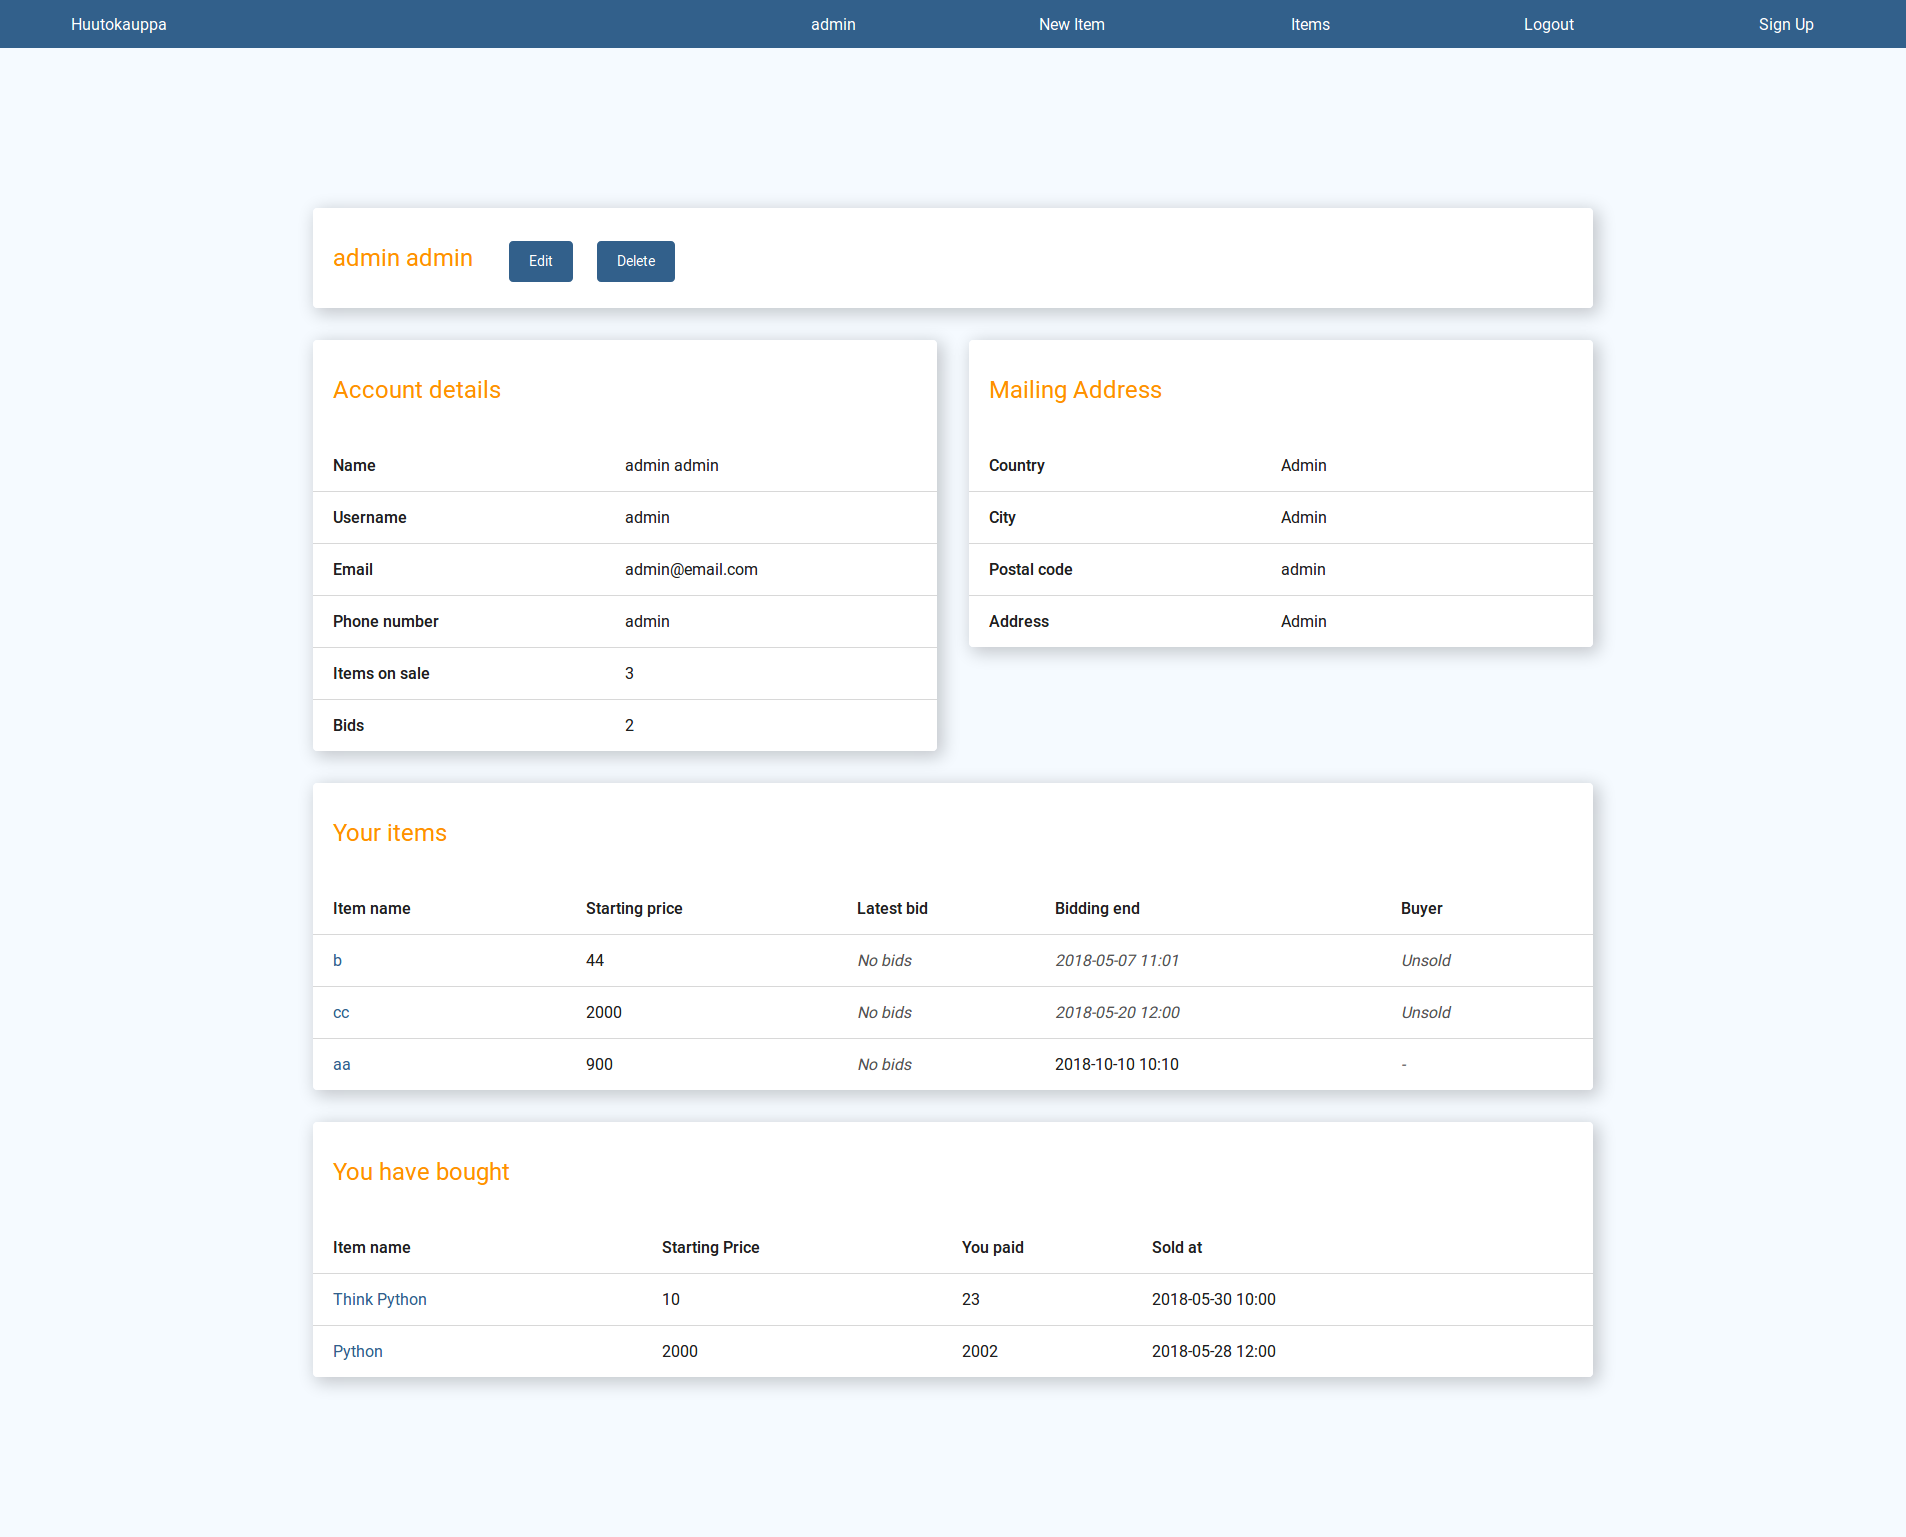 Huutokauppa admin New Item Items Logout Sign Up
admin admin Edit Delete
Account details
Name admin admin
Username admin
Email admin@email.com
Phone number admin
Items on sale 3
Bids 2
Mailing Address
Country Admin
City Admin
Postal code admin
Address Admin
Your items
Item name Starting price Latest bid Bidding end Buyer
b 44 No bids 2018-05-07 11:01 Unsold
cc 2000 No bids 2018-05-20 12:00 Unsold
aa 900 No bids 2018-10-10 10:10 -
You have bought
Item name Starting Price You paid Sold at
Think Python 10 23 2018-05-30 10:00
Python 2000 2002 2018-05-28 12:00